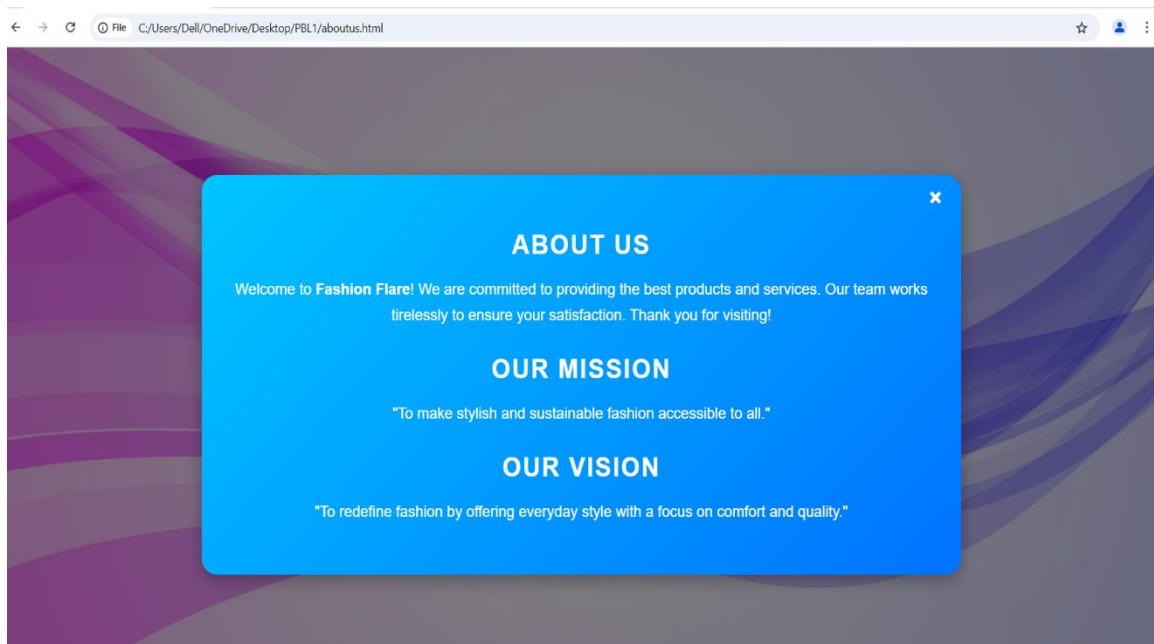 File C:/Users/Dell/OneDrive/Desktop/PBL1/aboutus.html
×
ABOUT US
Welcome to Fashion Flare! We are committed to providing the best products and services. Our team works
tirelessly to ensure your satisfaction. Thank you for visiting!
OUR MISSION
"To make stylish and sustainable fashion accessible to all."
OUR VISION
"To redefine fashion by offering everyday style with a focus on comfort and quality."